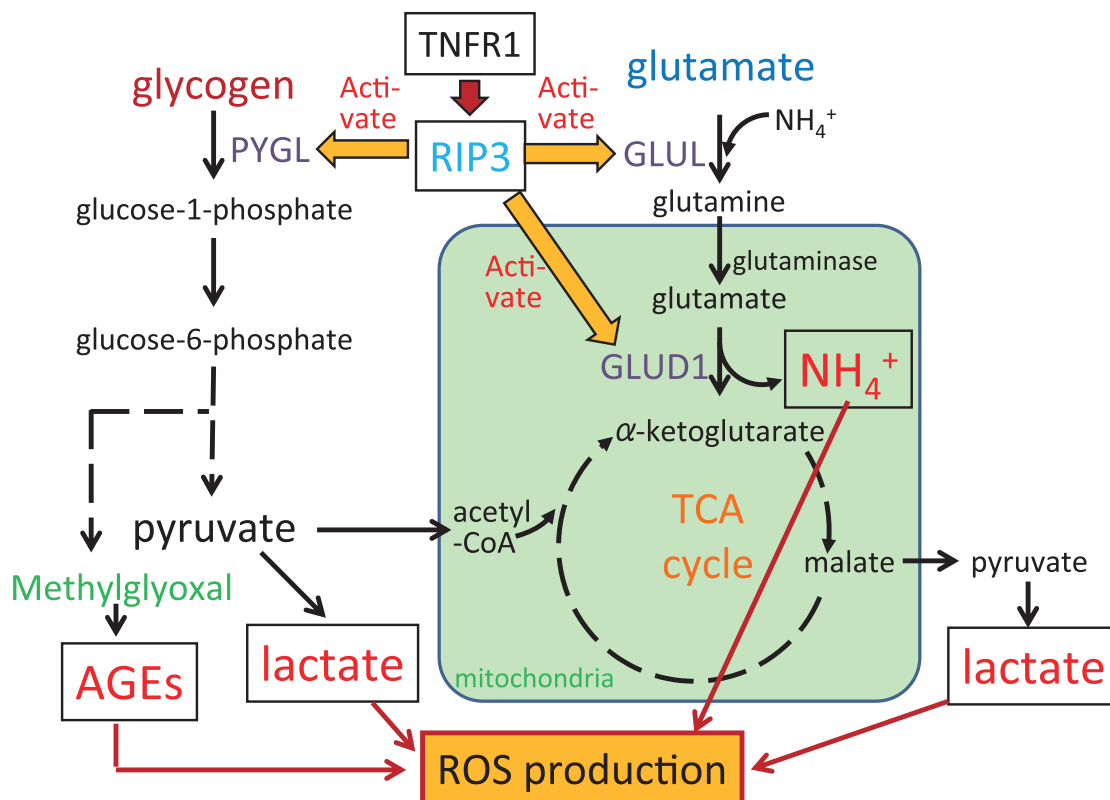 TNFR1
glycogen
Acti-
vate
Acti-
vate
glutamate
NH₄⁺
PYGL
RIP3
GLUL
glucose-1-phosphate
glutamine
Acti-
vate
glutaminase
glutamate
glucose-6-phosphate
GLUD1
NH₄⁺
α-ketoglutarate
pyruvate
acetyl
-CoA
TCA
cycle
malate
pyruvate
Methylglyoxal
AGEs
lactate
mitochondria
lactate
ROS production